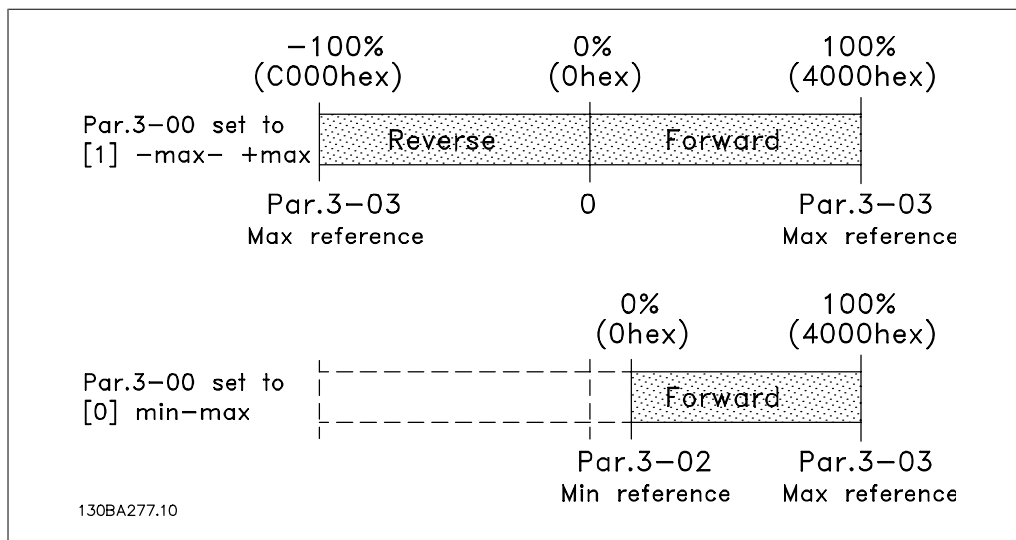 -100% 0% 100%
(C000hex) (0hex) (4000hex)
Par.3-00 set to
[1] -max- +max
Reverse Forward
Par.3-03 0 Par.3-03
Max reference Max reference
0% 100%
(0hex) (4000hex)
Par.3-00 set to
[0] min-max
Forward
Par.3-02 Par.3-03
Min reference Max reference
130BA277.10